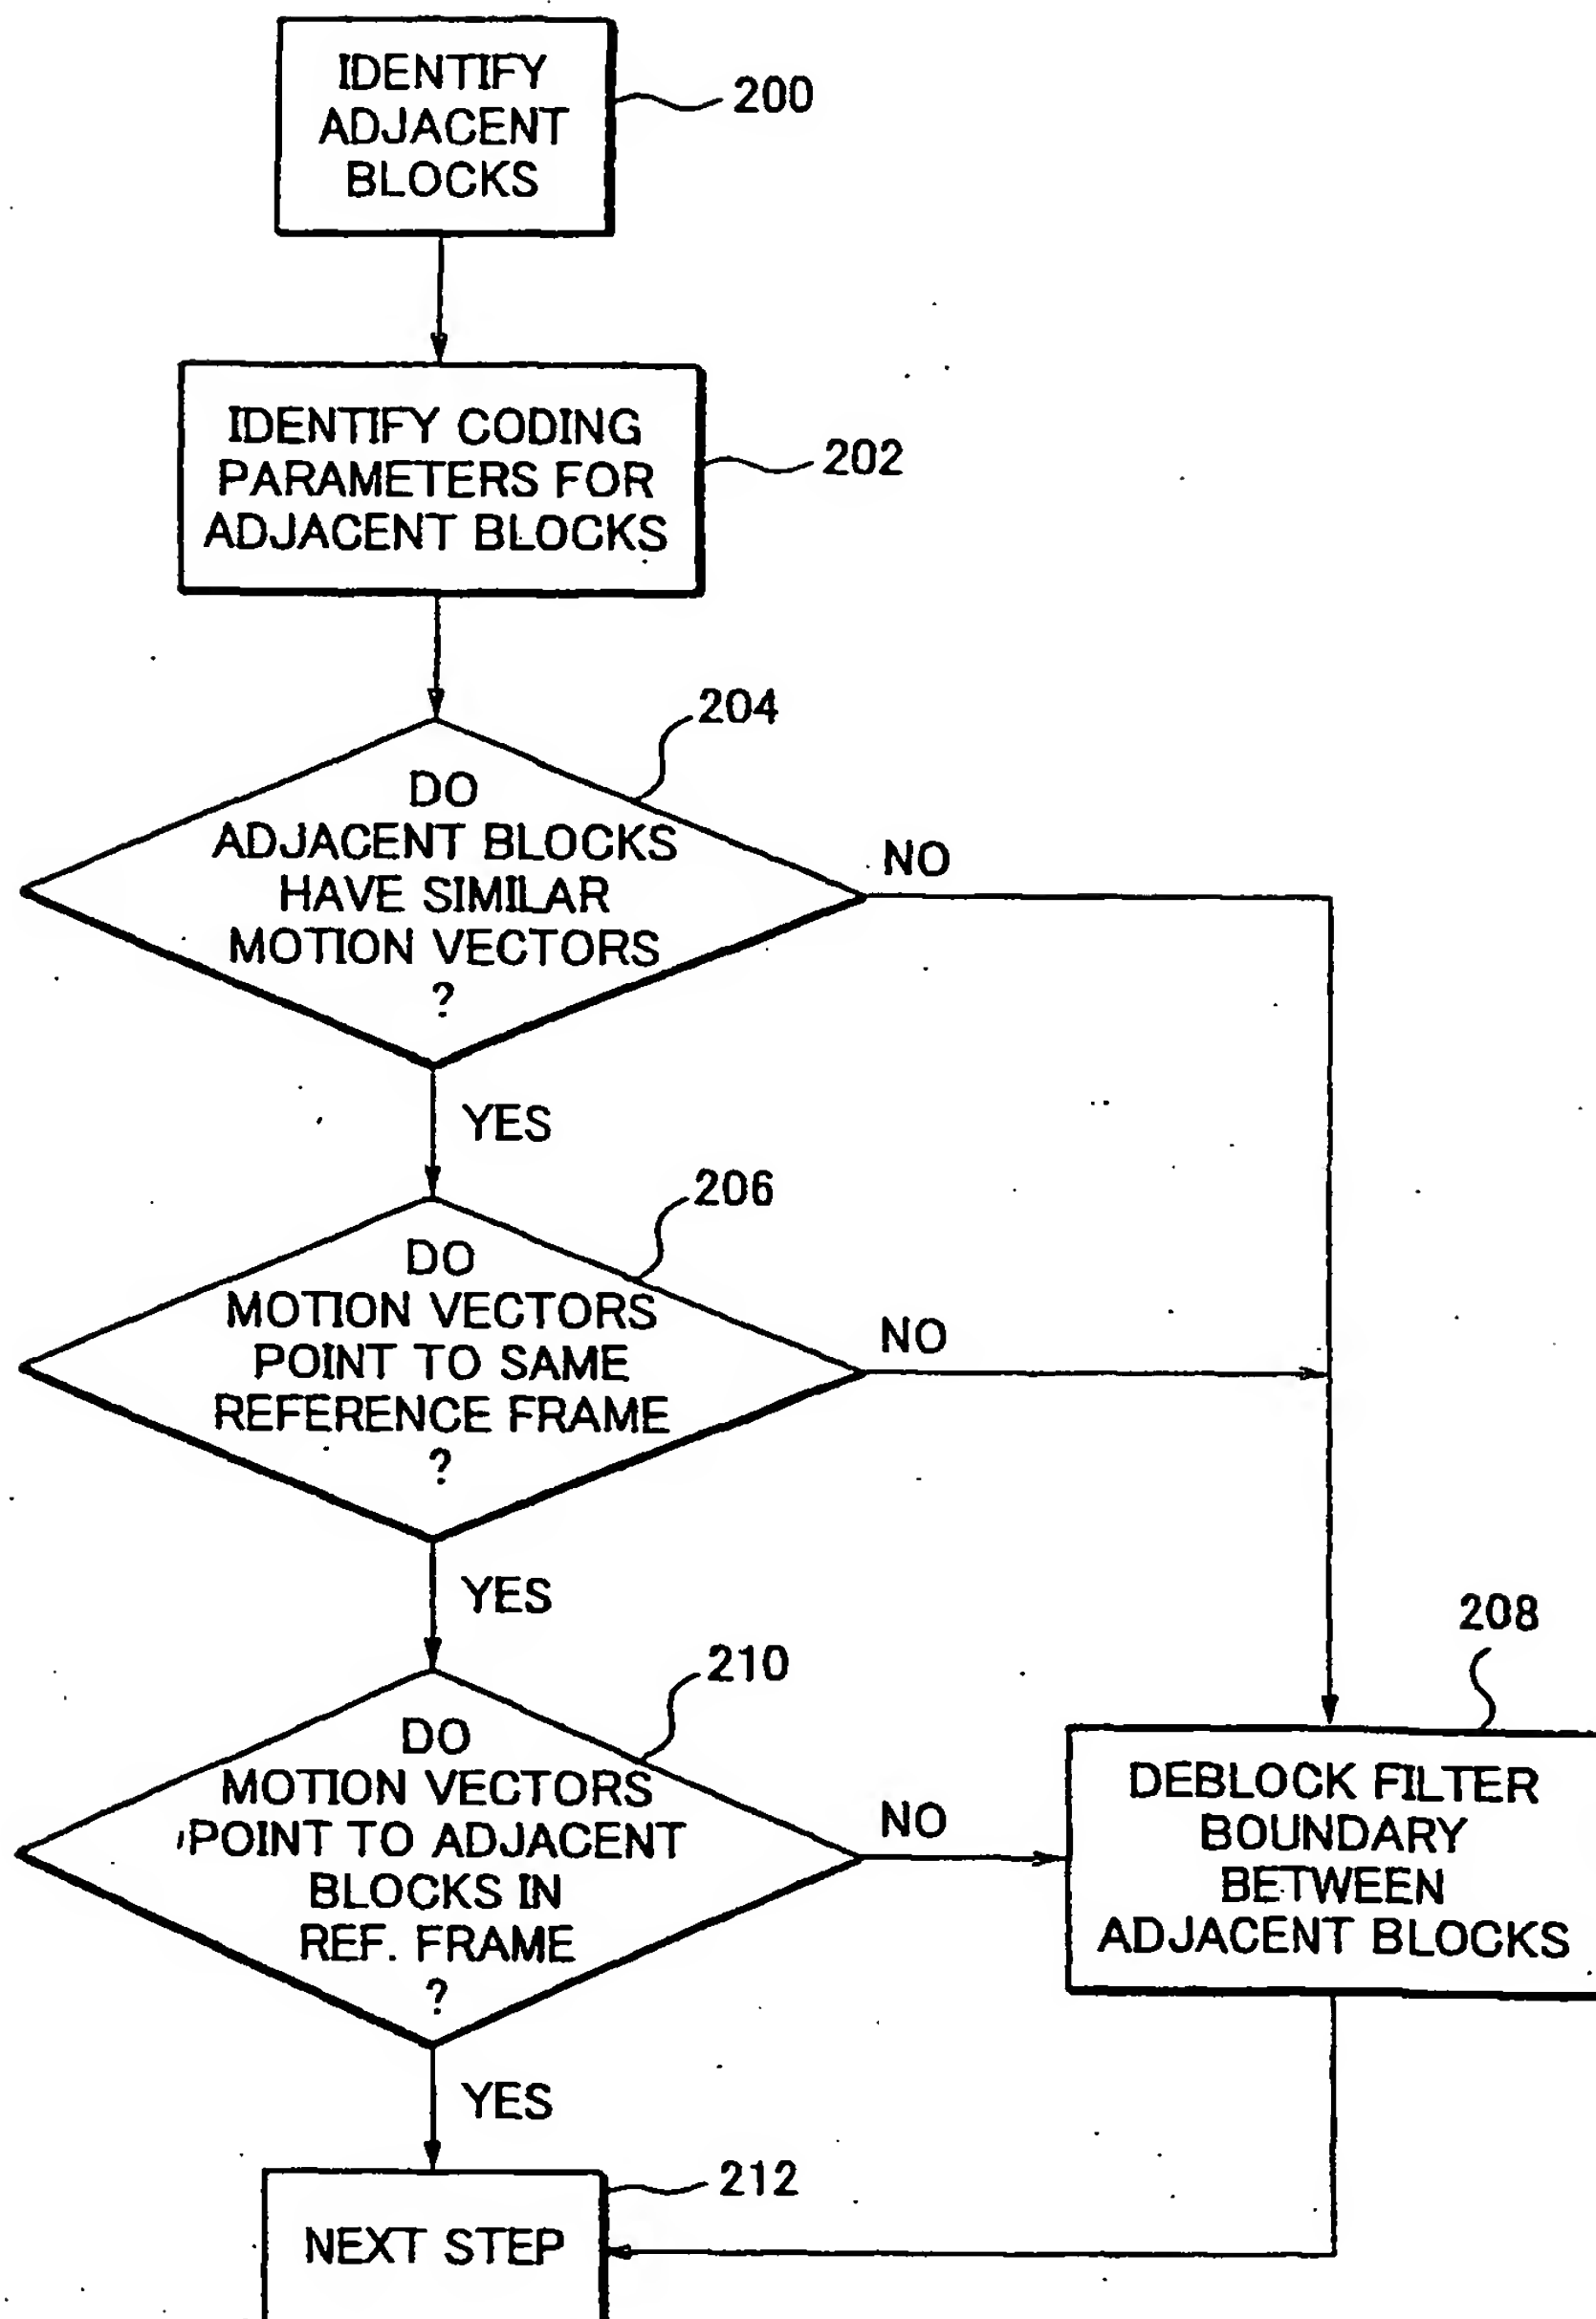 IDENTIFY
ADJACENT
BLOCKS
200
IDENTIFY CODING
PARAMETERS FOR
ADJACENT BLOCKS
202
204
DO
ADJACENT BLOCKS
HAVE SIMILAR
MOTION VECTORS
?
NO
YES
206
DO
MOTION VECTORS
POINT TO SAME
REFERENCE FRAME
?
NO
YES
210
DO
MOTION VECTORS
POINT TO ADJACENT
BLOCKS IN
REF. FRAME
?
NO
208
DEBLOCK FILTER
BOUNDARY
BETWEEN
ADJACENT BLOCKS
YES
212
NEXT STEP